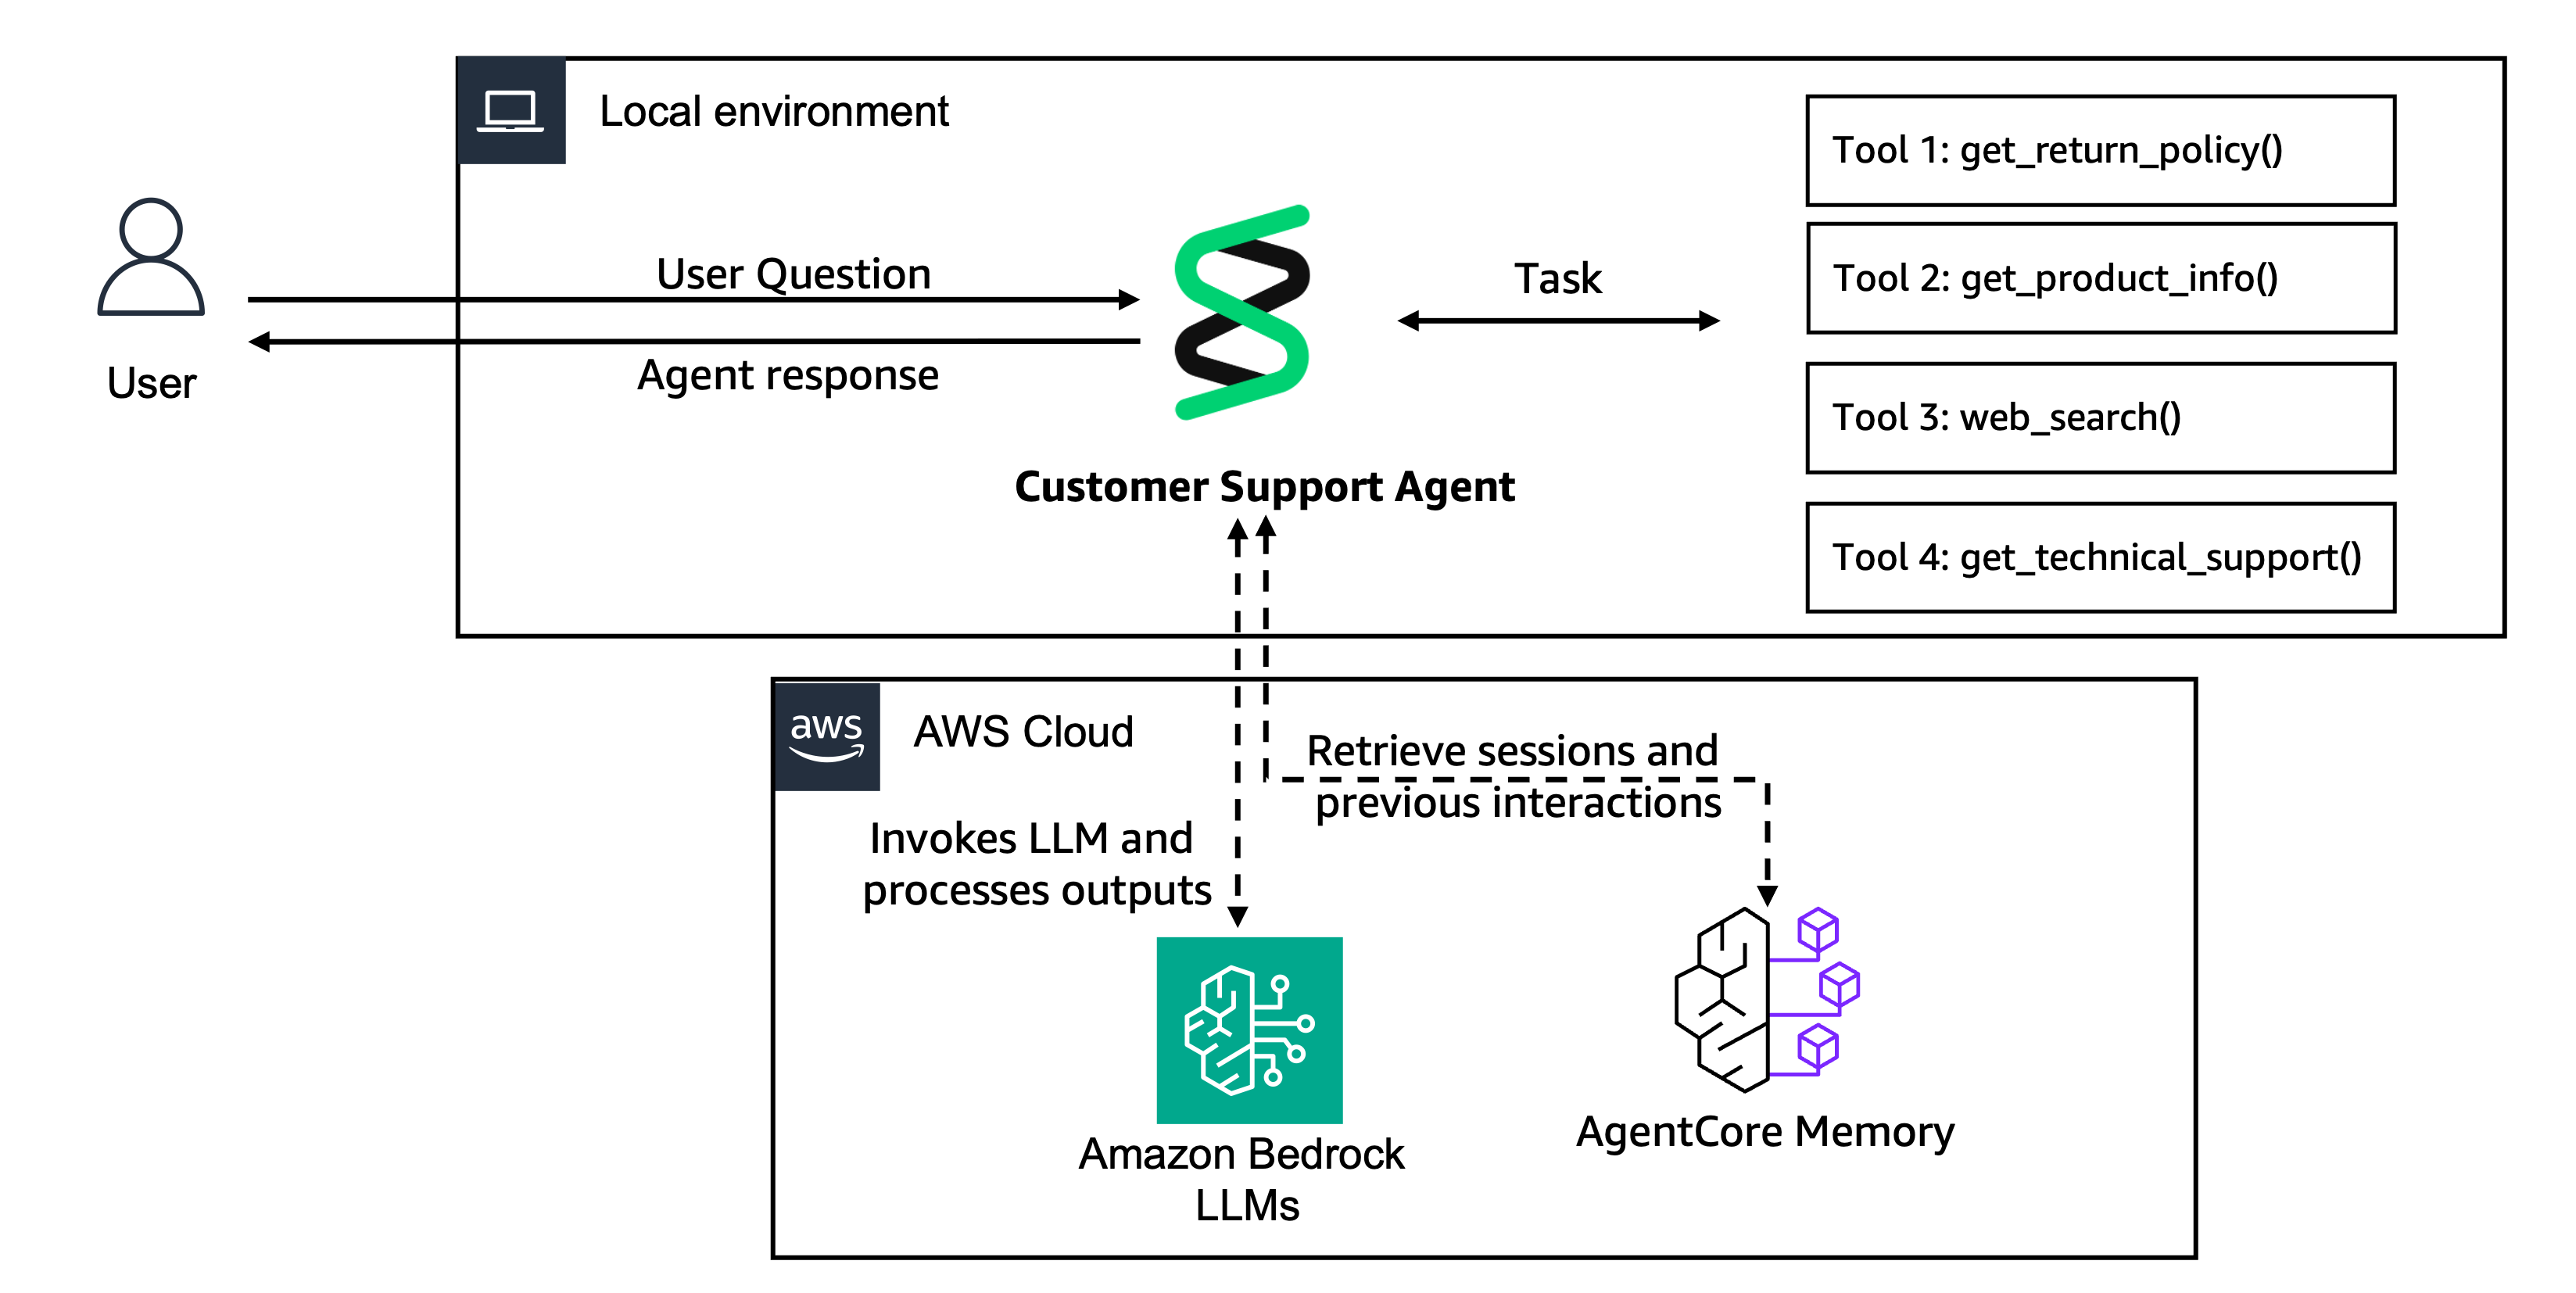 Local environment
Tool 1: get_return_policy()
Tool 2: get_product_info()
Tool 3: web_search()
Tool 4: get_technical_support()
User Question
Agent response
Task
User
Customer Support Agent
aws
AWS Cloud
Retrieve sessions and
previous interactions
Invokes LLM and
processes outputs
Amazon Bedrock
LLMs
AgentCore Memory